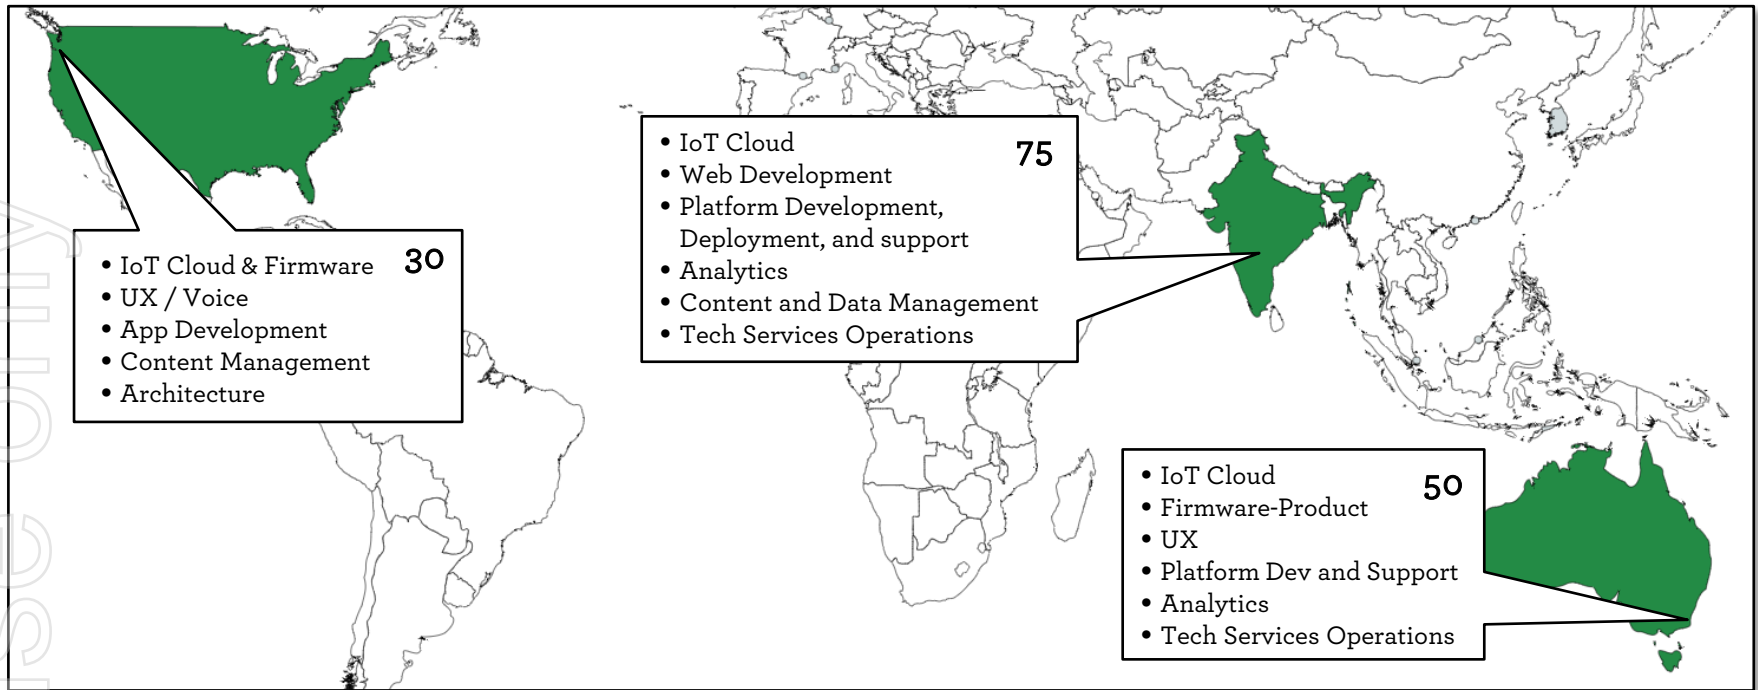 • IoT Cloud & Firmware
30
• UX / Voice
• App Development
• Content Management
• Architecture
• IoT Cloud
75
• Web Development
• Platform Development,
Deployment, and support
• Analytics
• Content and Data Management
• Tech Services Operations
• IoT Cloud
50
• Firmware-Product
• UX
• Platform Dev and Support
• Analytics
• Tech Services Operations
se only